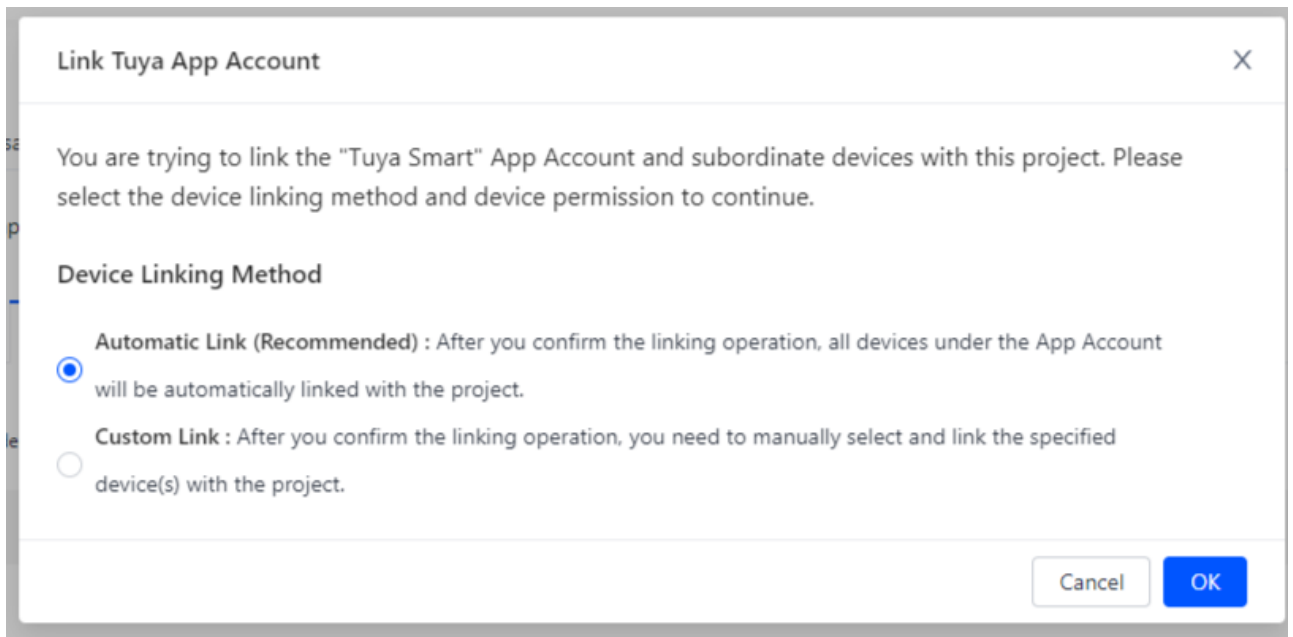 Link Tuya App Account
You are trying to link the "Tuya Smart" App Account and subordinate devices with this project. Please
select the device linking method and device permission to continue.
Device Linking Method
Automatic Link (Recommended) : After you confirm the linking operation, all devices under the App Account
will be automatically linked with the project.
Custom Link : After you confirm the linking operation, you need to manually select and link the specified
device(s) with the project.
Cancel OK